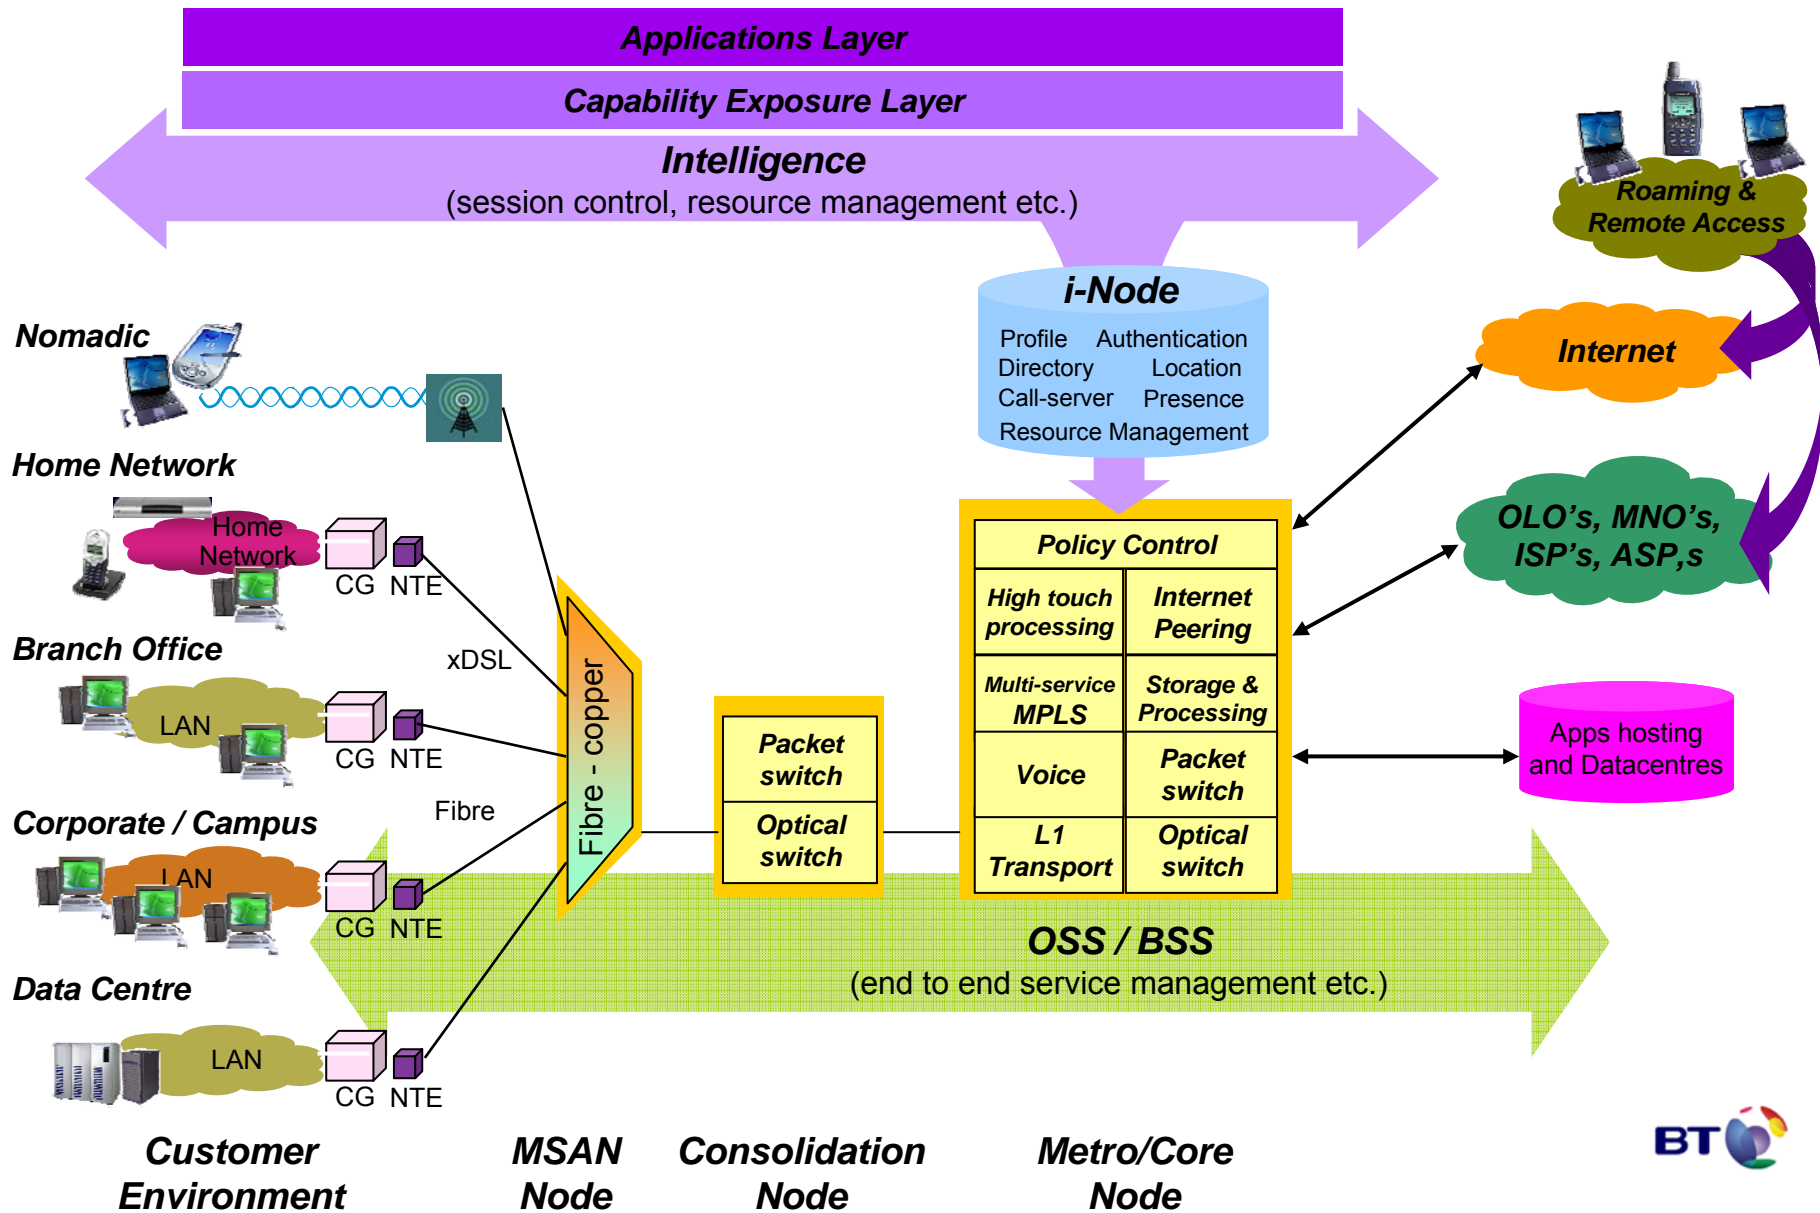 Applications Layer
Capability Exposure Layer
Intelligence
(session control, resource management etc.)
Roaming &
Remote Access
i-Node
Profile Authentication
Directory Location
Call-server Presence
Resource Management
Internet
OLO's, MNO's,
ISP's, ASP,s
Apps hosting
and Datacentres
Nomadic
Home Network
Home
Network
CG NTE
xDSL
Branch Office
LAN
CG NTE
Fibre
Corporate / Campus
LAN
CG NTE
Data Centre
LAN
CG NTE
Fibre - copper
Packet
switch
Optical
switch
Policy Control
High touch
processing
Internet
Peering
Multi-service
MPLS
Storage &
Processing
Voice
Packet
switch
L1
Transport
Optical
switch
OSS / BSS
(end to end service management etc.)
Customer
Environment
MSAN
Node
Consolidation
Node
Metro/Core
Node
BT